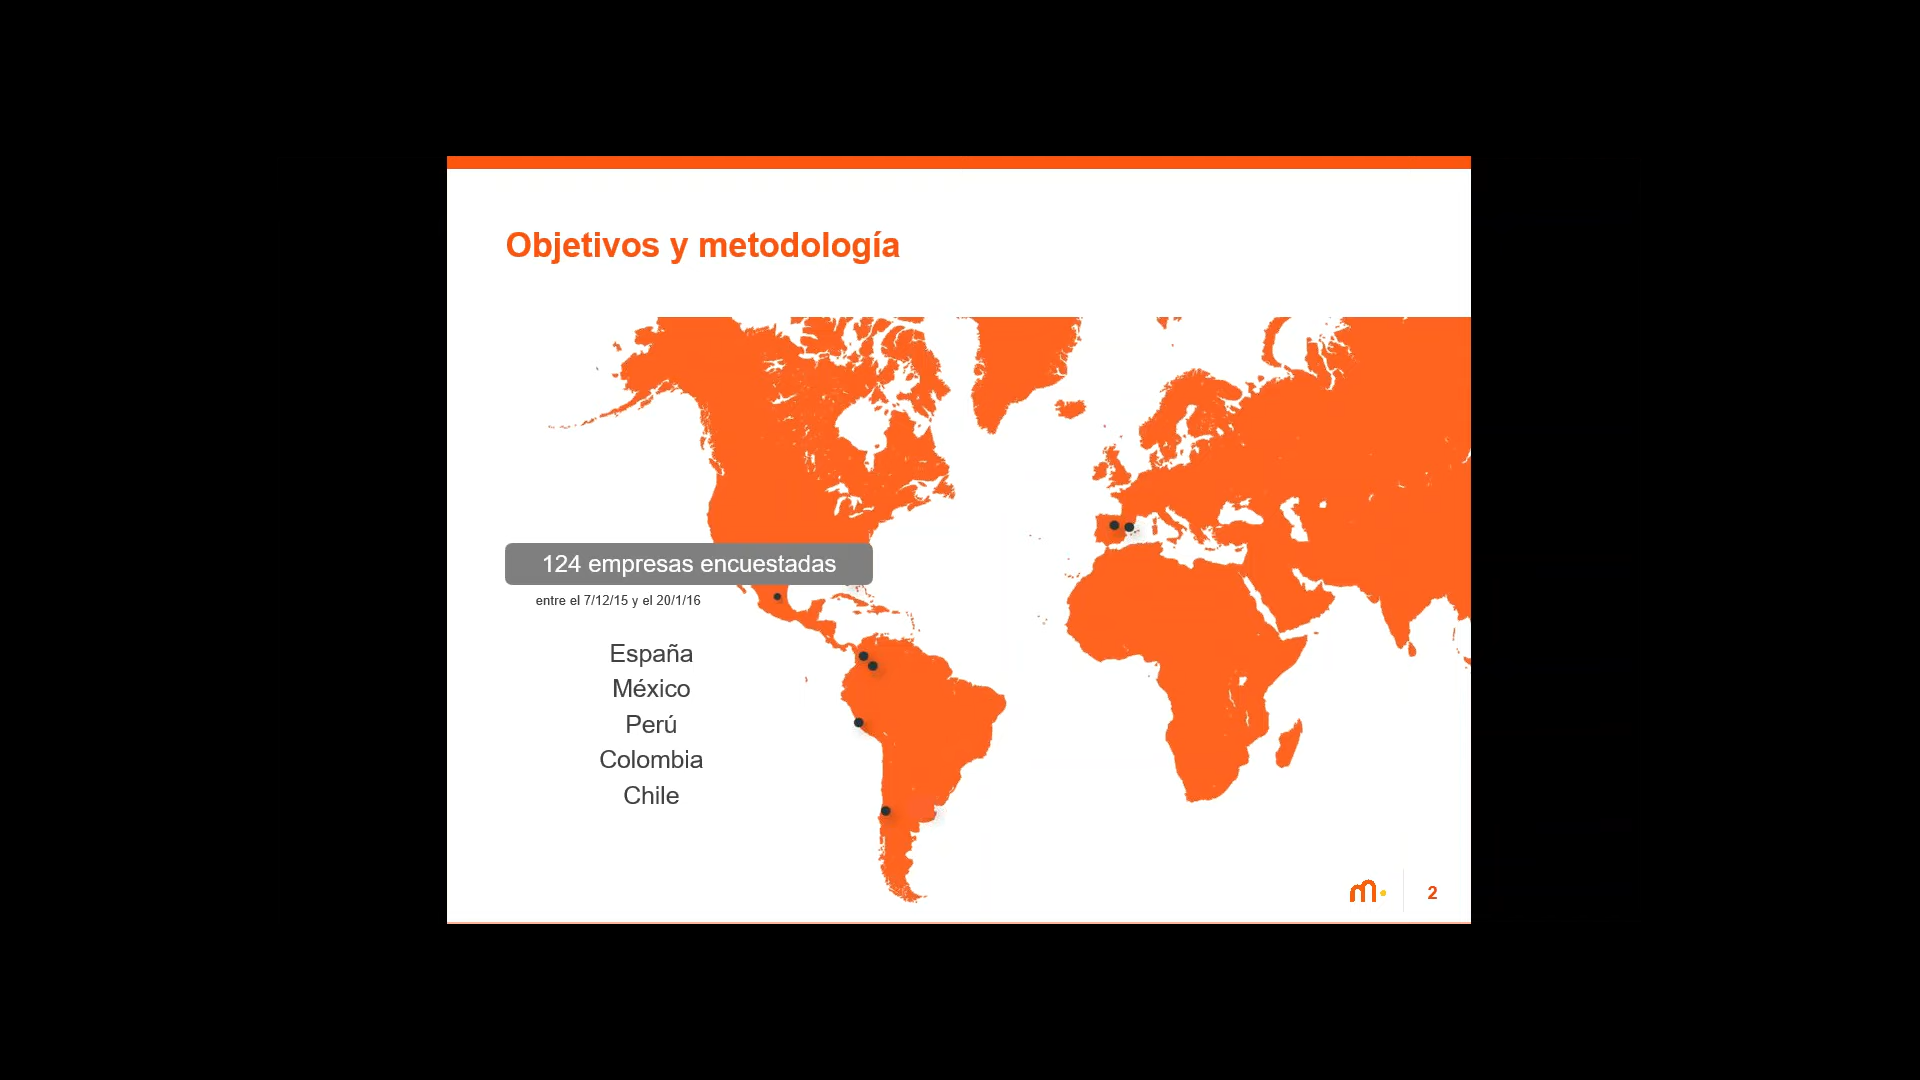 Objetivos y metodología
124 empresas encuestadas
entre el 7/12/15 y el 20/1/16
España
México
Perú
Colombia
Chile
m.
2